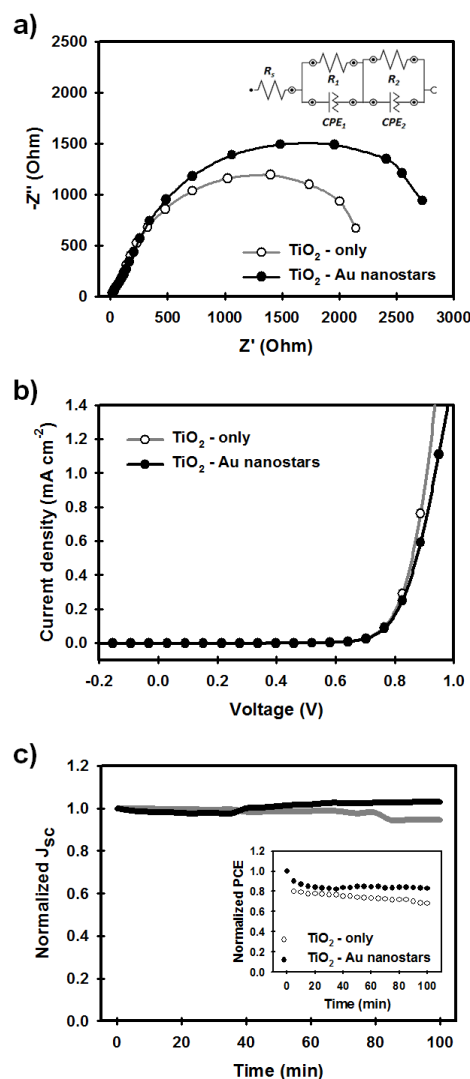 a)
2500
2000
1500
1000
500
0
-Z'' (Ohm)
Rs
R1
R2
CPE1
CPE2
TiO2 - only
TiO2 - Au nanostars
0 500 1000 1500 2000 2500 3000
Z' (Ohm)
b)
1.4
1.2
1.0
0.8
0.6
0.4
0.2
0.0
Current density (mA cm-2)
TiO2 - only
TiO2 - Au nanostars
-0.2 0.0 0.2 0.4 0.6 0.8 1.0
Voltage (V)
c)
1.2
1.0
0.8
0.6
0.4
0.2
0.0
Normalized JSC
1.2
1.0
0.8
0.6
0.4
0.2
0.0
Normalized PCE
TiO2 - only
TiO2 - Au nanostars
0 20 40 60 80 100
Time (min)
0 20 40 60 80 100
Time (min)